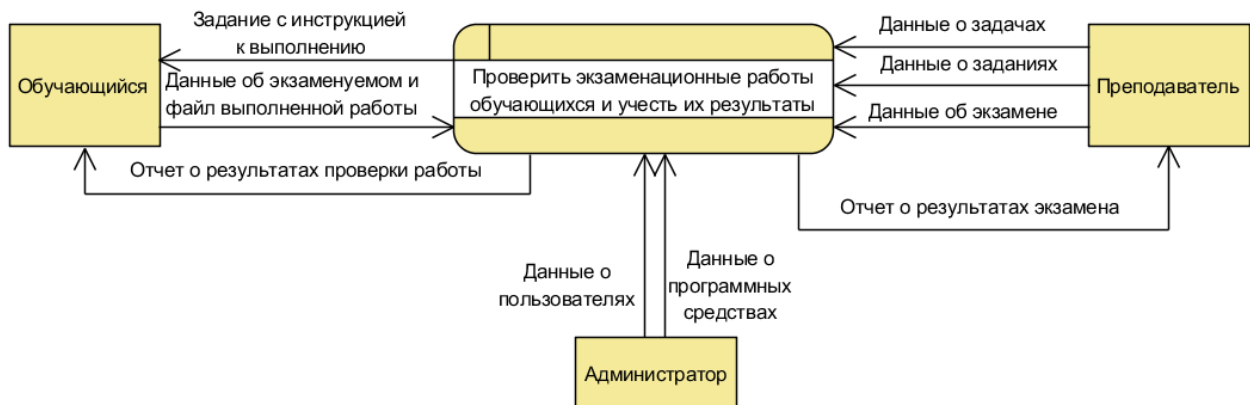 Задание с инструкцией
к выполнению
Данные о задачах
Обучающийся
Данные об экзаменуемом и
файл выполненной работы
Проверить экзаменационные работы
обучающихся и учесть их результаты
Данные о заданиях
Преподаватель
Данные об экзамене
Отчет о результатах проверки работы
Отчет о результатах экзамена
Данные о
пользователях
Данные о
программных
средствах
Администратор